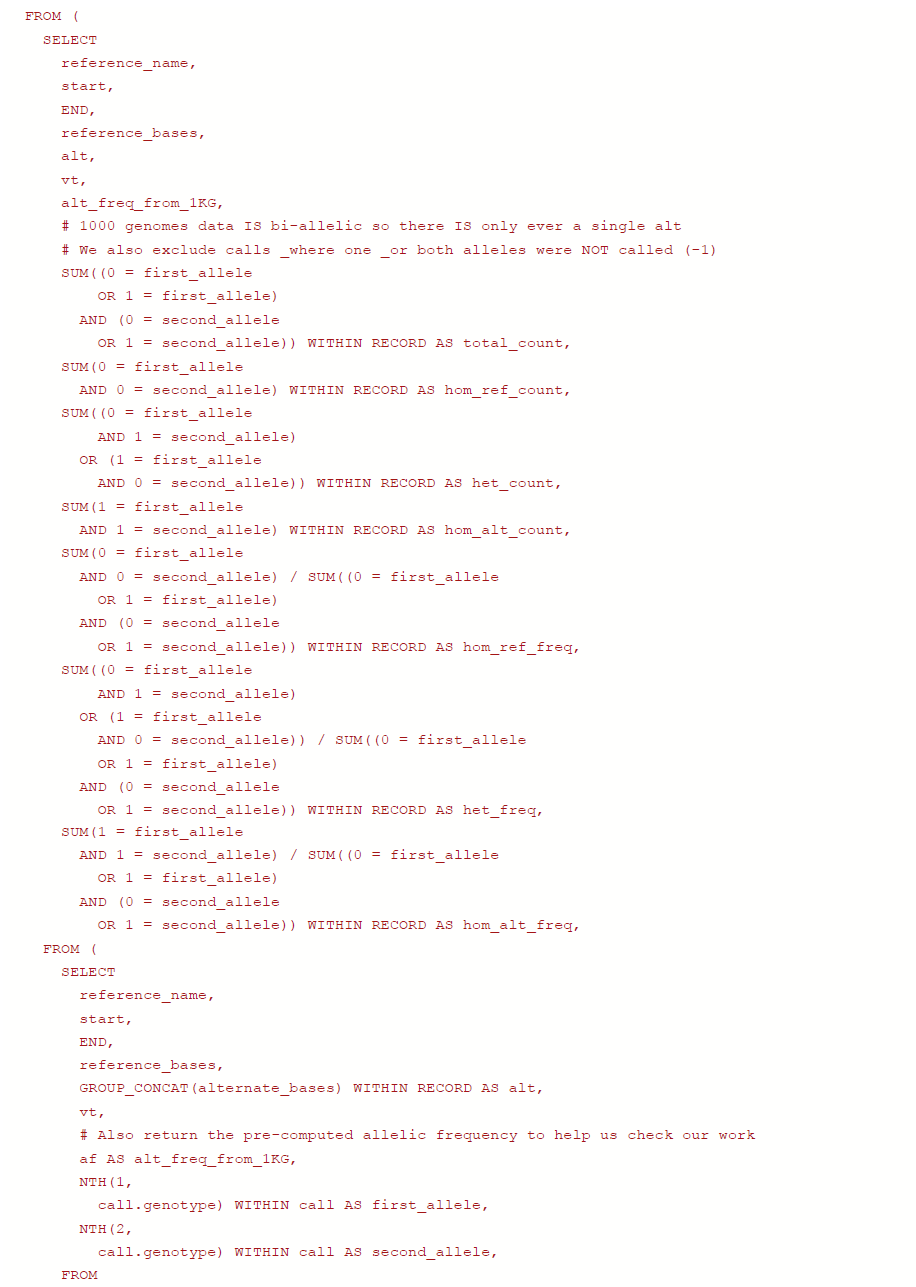 FROM (
SELECT
reference_name,
start,
END,
reference_bases,
alt,
vt,
alt_freq_from_1KG,
# 1000 genomes data IS bi-allelic so there IS only ever a single alt
# We also exclude calls _where one _or both alleles were NOT called (-1)
SUM((0 = first_allele
OR 1 = first_allele)
AND (0 = second_allele
OR 1 = second_allele)) WITHIN RECORD AS total_count,
SUM(0 = first_allele
AND 0 = second_allele) WITHIN RECORD AS hom_ref_count,
SUM((0 = first_allele
AND 1 = second_allele)
OR (1 = first_allele
AND 0 = second_allele)) WITHIN RECORD AS het_count,
SUM(1 = first_allele
AND 1 = second_allele) WITHIN RECORD AS hom_alt_count,
SUM(0 = first_allele
AND 0 = second_allele) / SUM((0 = first_allele
OR 1 = first_allele)
AND (0 = second_allele
OR 1 = second_allele)) WITHIN RECORD AS hom_ref_freq,
SUM((0 = first_allele
AND 1 = second_allele)
OR (1 = first_allele
AND 0 = second_allele)) / SUM((0 = first_allele
OR 1 = first_allele)
AND (0 = second_allele
OR 1 = second_allele)) WITHIN RECORD AS het_freq,
SUM(1 = first_allele
AND 1 = second_allele) / SUM((0 = first_allele
OR 1 = first_allele)
AND (0 = second_allele
OR 1 = second_allele)) WITHIN RECORD AS hom_alt_freq,
FROM (
SELECT
reference_name,
start,
END,
reference_bases,
GROUP_CONCAT(alternate_bases) WITHIN RECORD AS alt,
vt,
# Also return the pre-computed allelic frequency to help us check our work
af AS alt_freq_from_1KG,
NTH(1,
call.genotype) WITHIN call AS first_allele,
NTH(2,
call.genotype) WITHIN call AS second_allele,
FROM